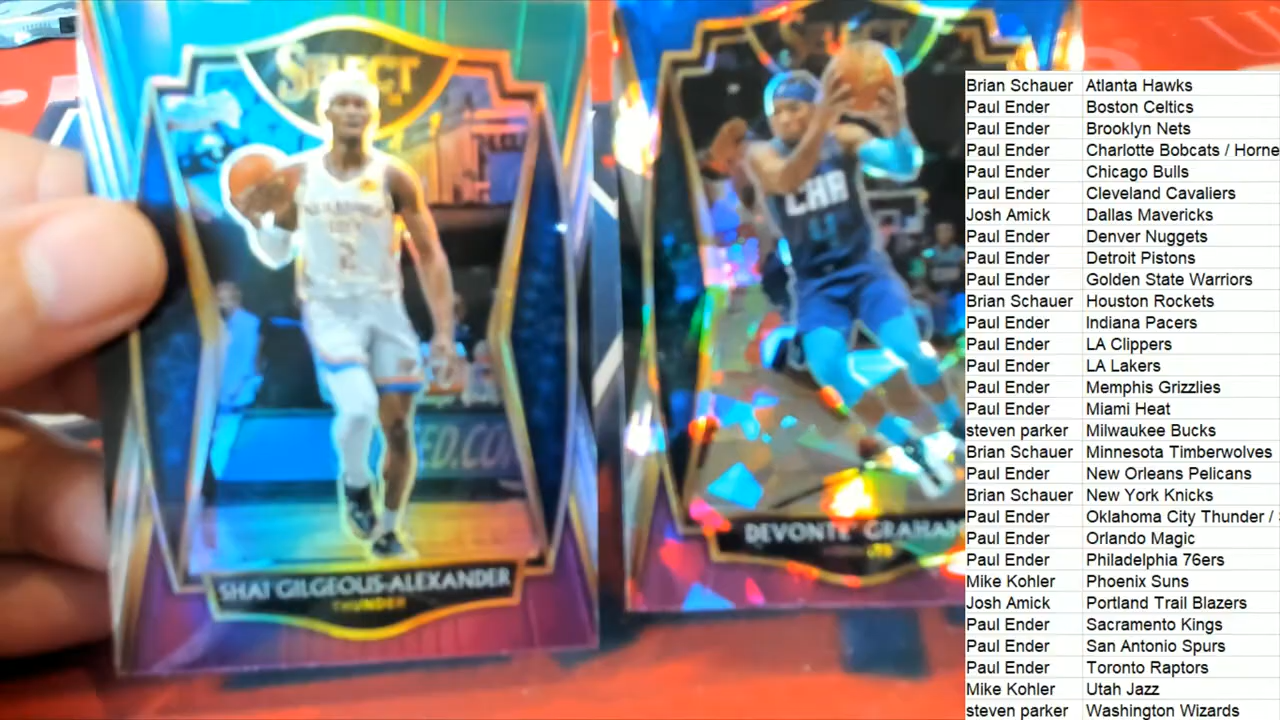 SELECT
SHAI GILGEOUS-ALEXANDER
THUNDER
2
SELECT
CHA
DEVONTE' GRAHAM
ED.CO
Brian Schauer Atlanta Hawks
Paul Ender Boston Celtics
Paul Ender Brooklyn Nets
Paul Ender Charlotte Bobcats / Horne
Paul Ender Chicago Bulls
Paul Ender Cleveland Cavaliers
Josh Amick Dallas Mavericks
Paul Ender Denver Nuggets
Paul Ender Detroit Pistons
Paul Ender Golden State Warriors
Brian Schauer Houston Rockets
Paul Ender Indiana Pacers
Paul Ender LA Clippers
Paul Ender LA Lakers
Paul Ender Memphis Grizzlies
Paul Ender Miami Heat
steven parker Milwaukee Bucks
Brian Schauer Minnesota Timberwolves
Paul Ender New Orleans Pelicans
Brian Schauer New York Knicks
Paul Ender Oklahoma City Thunder /
Paul Ender Orlando Magic
Paul Ender Philadelphia 76ers
Mike Kohler Phoenix Suns
Josh Amick Portland Trail Blazers
Paul Ender Sacramento Kings
Paul Ender San Antonio Spurs
Paul Ender Toronto Raptors
Mike Kohler Utah Jazz
steven parker Washington Wizards